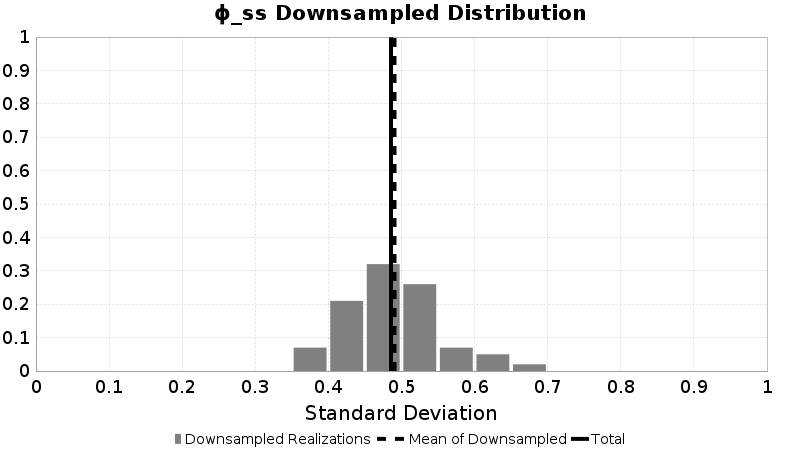 ϕ_ss Downsampled Distribution
1
0.9
0.8
0.7
0.6
0.5
0.4
0.3
0.2
0.1
0
0 0.1 0.2 0.3 0.4 0.5 0.6 0.7 0.8 0.9 1
Standard Deviation
Downsampled Realizations Mean of Downsampled Total